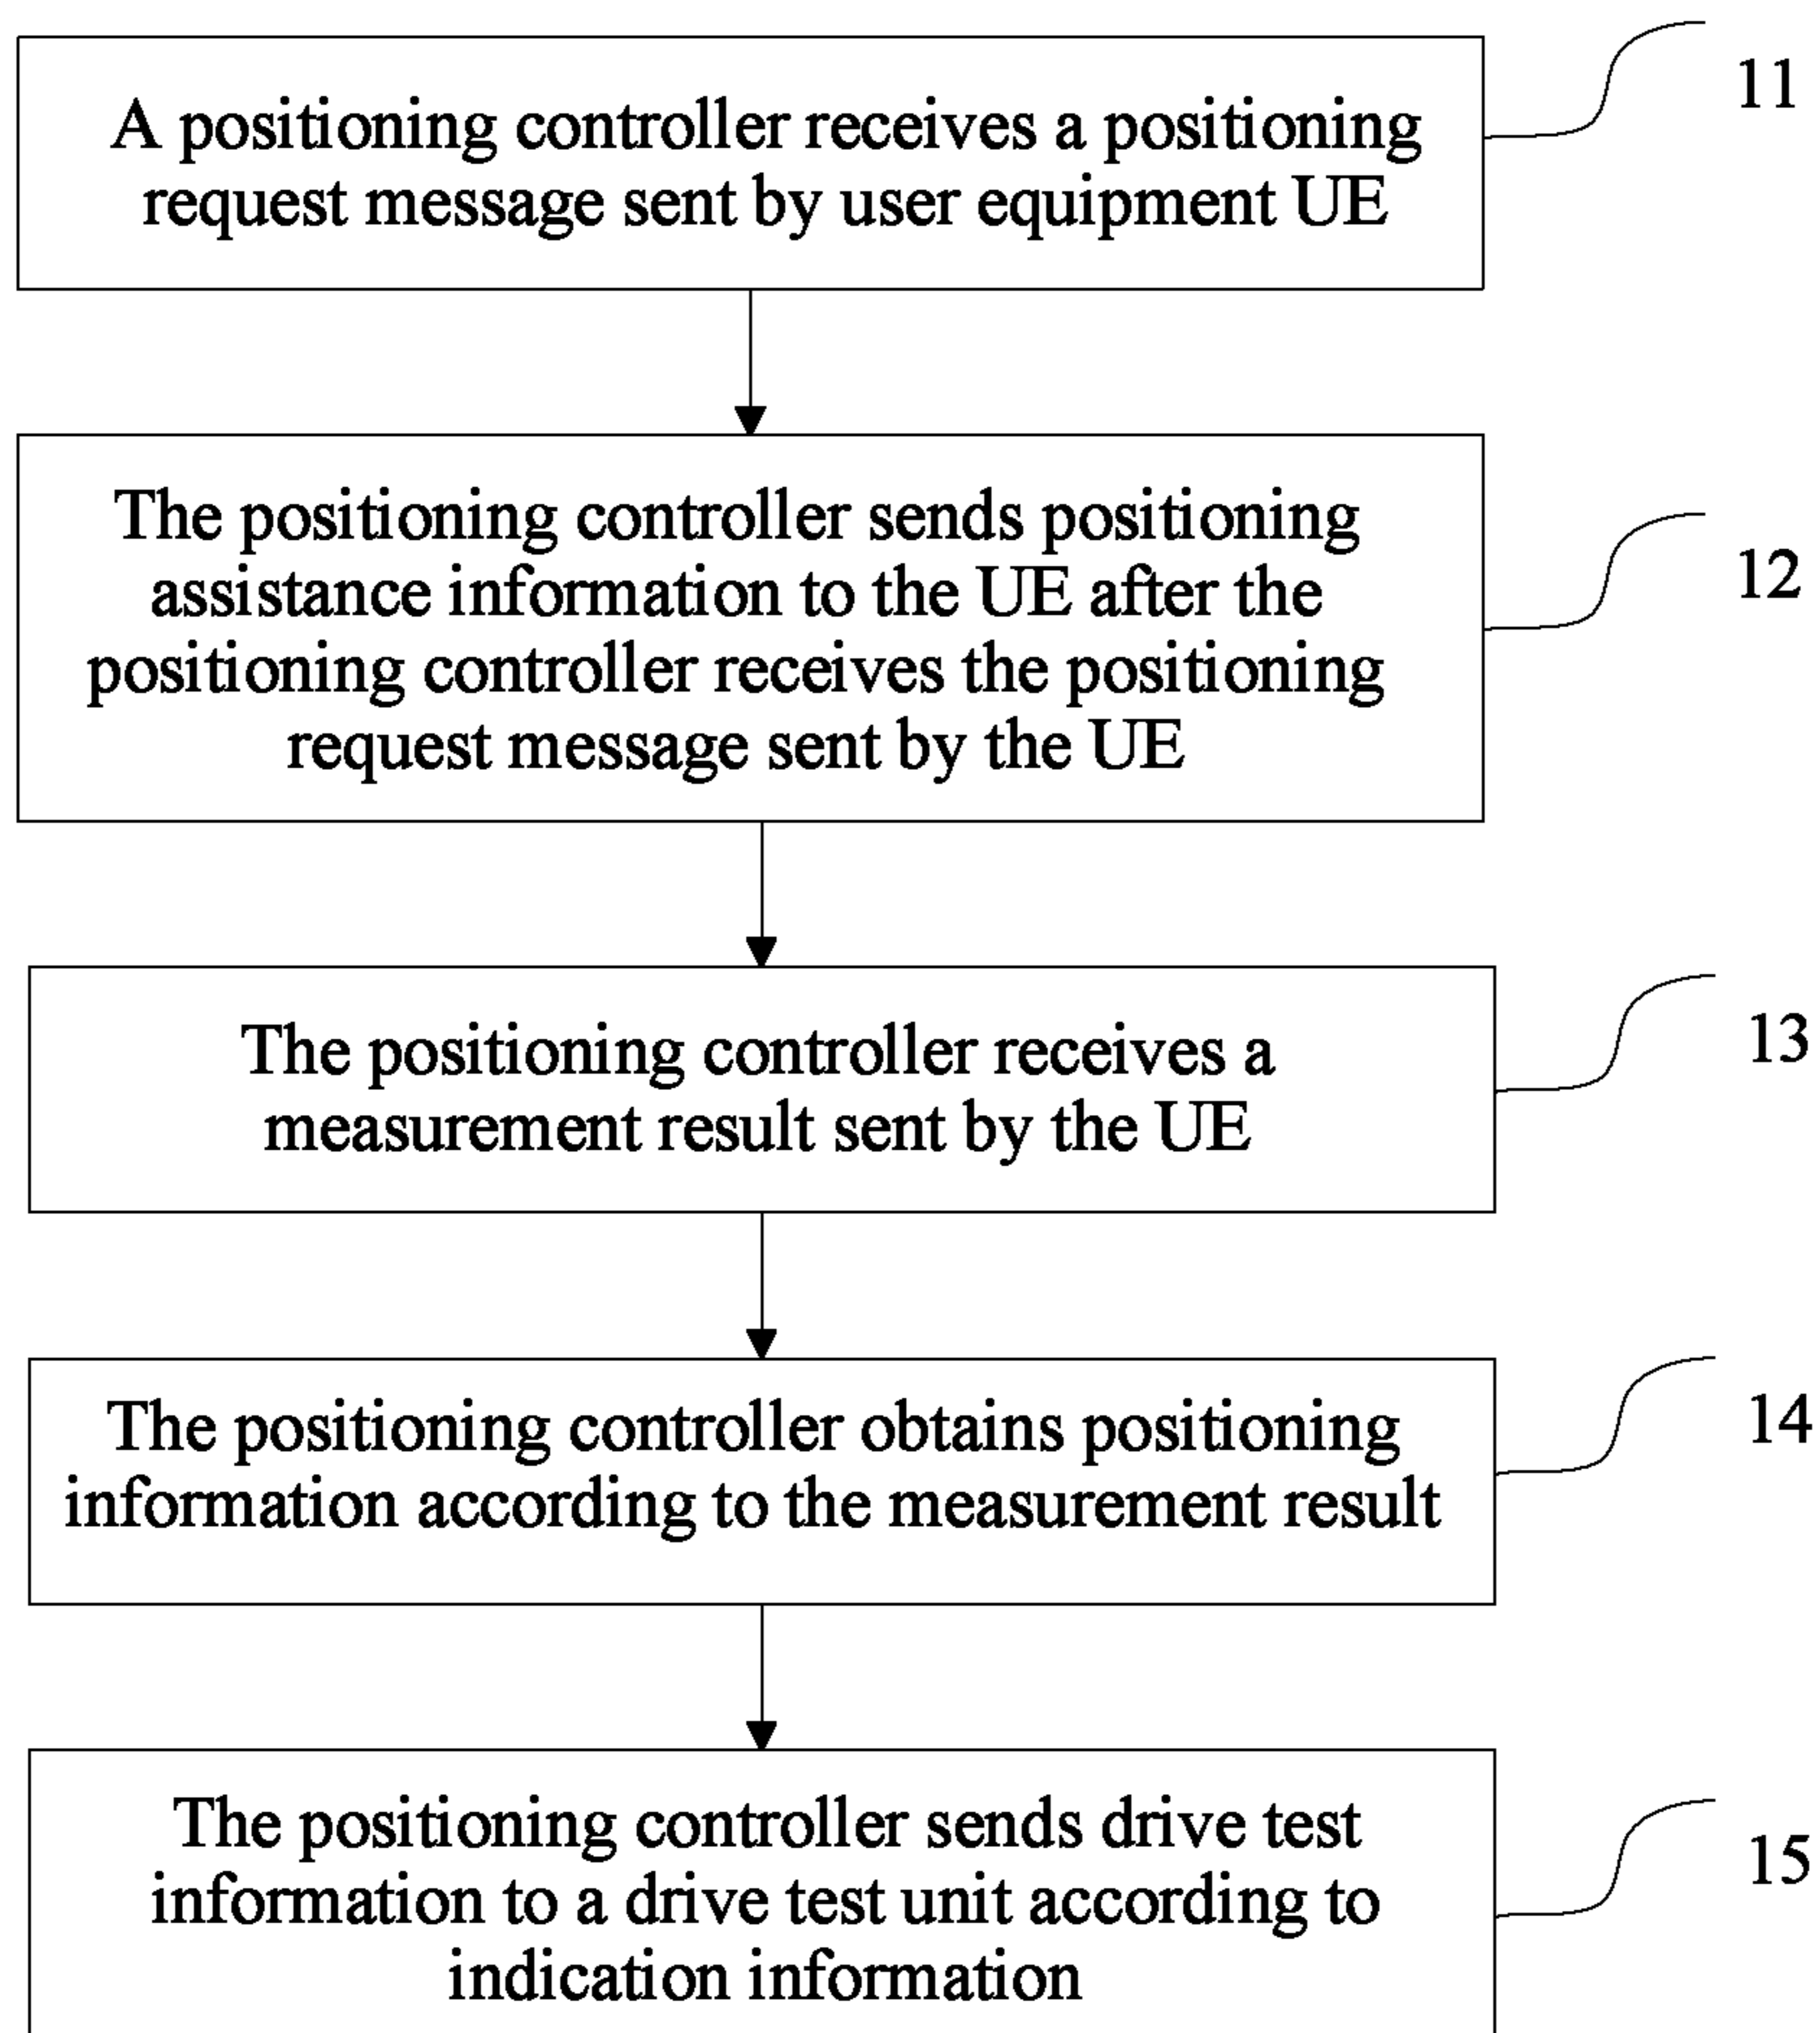 A positioning controller receives a positioning
request message sent by user equipment UE
11
The positioning controller sends positioning
assistance information to the UE after the
positioning controller receives the positioning
request message sent by the UE
12
The positioning controller receives a
measurement result sent by the UE
13
The positioning controller obtains positioning
information according to the measurement result
14
The positioning controller sends drive test
information to a drive test unit according to
indication information
15